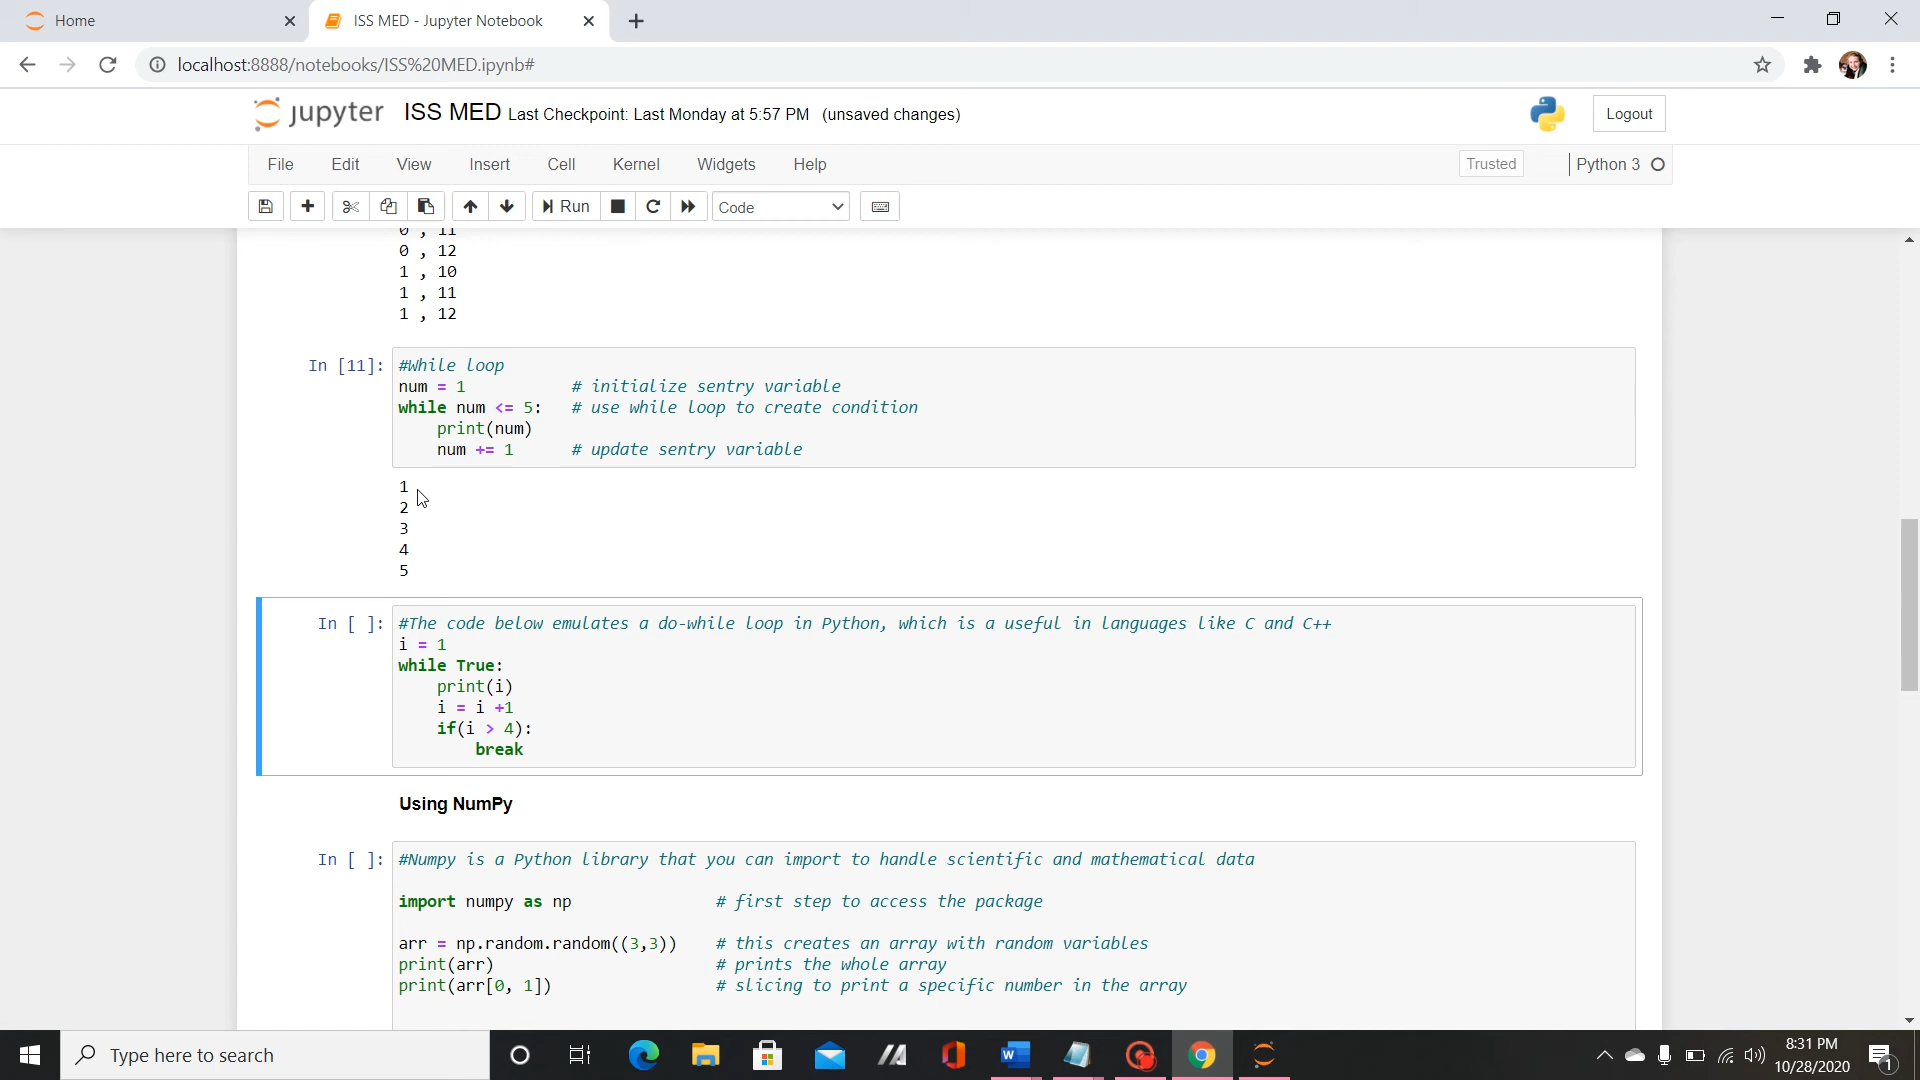 Home
ISS MED - Jupyter Notebook
localhost:8888/notebooks/ISS%20MED.ipynb#
jupyter ISS MED Last Checkpoint: Last Monday at 5:57 PM (unsaved changes)
Logout
File Edit View Insert Cell Kernel Widgets Help
Trusted
Python 3
Run
Code
0 , 11
0 , 12
1 , 10
1 , 11
1 , 12
In [11]: #While loop
num = 1 # initialize sentry variable
while num <= 5: # use while loop to create condition
print(num)
num += 1 # update sentry variable
1
2
3
4
5
In [ ]: #The code below emulates a do-while loop in Python, which is a useful in languages like C and C++
i = 1
while True:
print(i)
i = i +1
if(i > 4):
break
Using NumPy
In [ ]: #Numpy is a Python library that you can import to handle scientific and mathematical data
import numpy as np # first step to access the package
arr = np.random.random((3,3)) # this creates an array with random variables
print(arr) # prints the whole array
print(arr[0, 1]) # slicing to print a specific number in the array
Type here to search
8:31 PM
10/28/2020
1